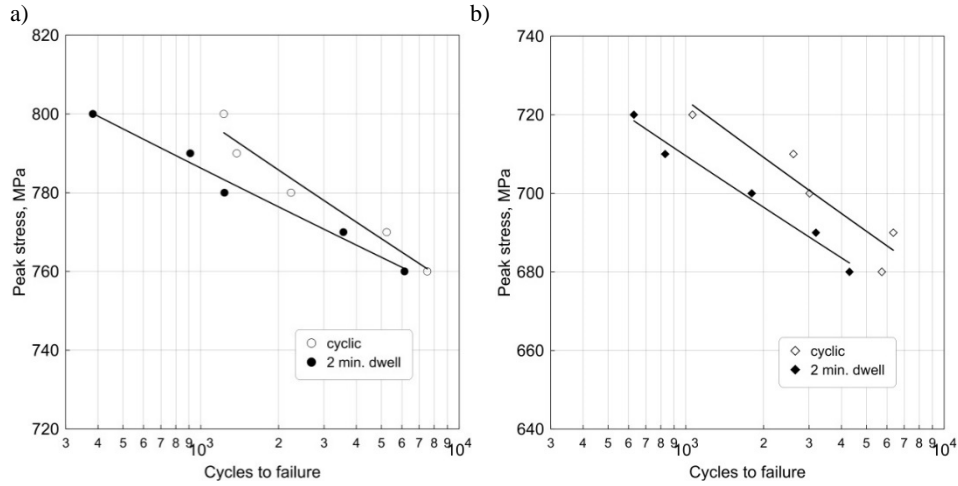 a)
820
800
780
760
740
720
Peak stress, MPa
cyclic
2 min. dwell
3 4 5 6 7 8 9 10³ 2 3 4 5 6 7 8 9 10⁴
Cycles to failure
b)
740
720
700
680
660
640
Peak stress, MPa
cyclic
2 min. dwell
3 4 5 6 7 8 9 10³ 2 3 4 5 6 7 8 9 10⁴
Cycles to failure